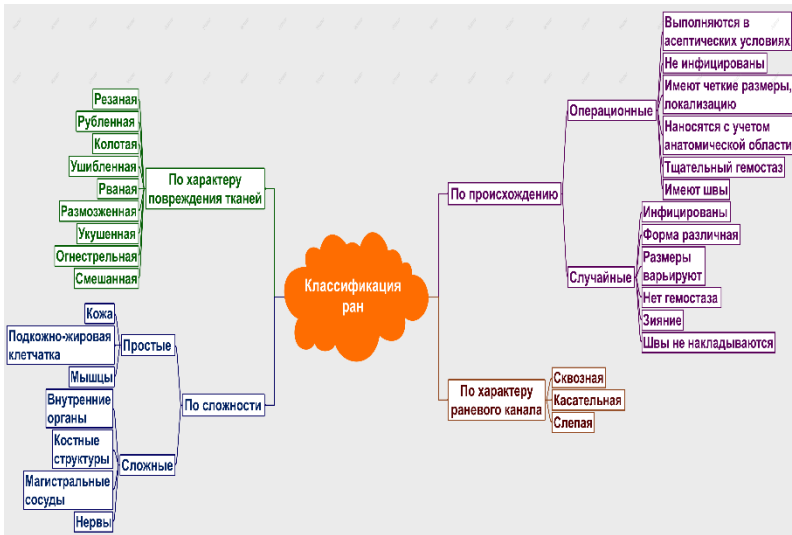 Классификация
ран
По характеру
повреждения тканей
Резаная
Рубленная
Колотая
Ушибленная
Рваная
Размозженная
Укушенная
Огнестрельная
Смешанная
По сложности
Простые
Кожа
Подкожно-жировая
клетчатка
Мышцы
Сложные
Внутренние
органы
Костные
структуры
Магистральные
сосуды
Нервы
По происхождению
Операционные
Выполняются в
асептических условиях
Не инфицированы
Имеют четкие размеры,
локализацию
Наносятся с учетом
анатомической области
Тщательный гемостаз
Имеют швы
Случайные
Инфицированы
Форма различная
Размеры
варьируют
Нет гемостаза
Зияние
Швы не накладываются
По характеру
раневого канала
Сквозная
Касательная
Слепая